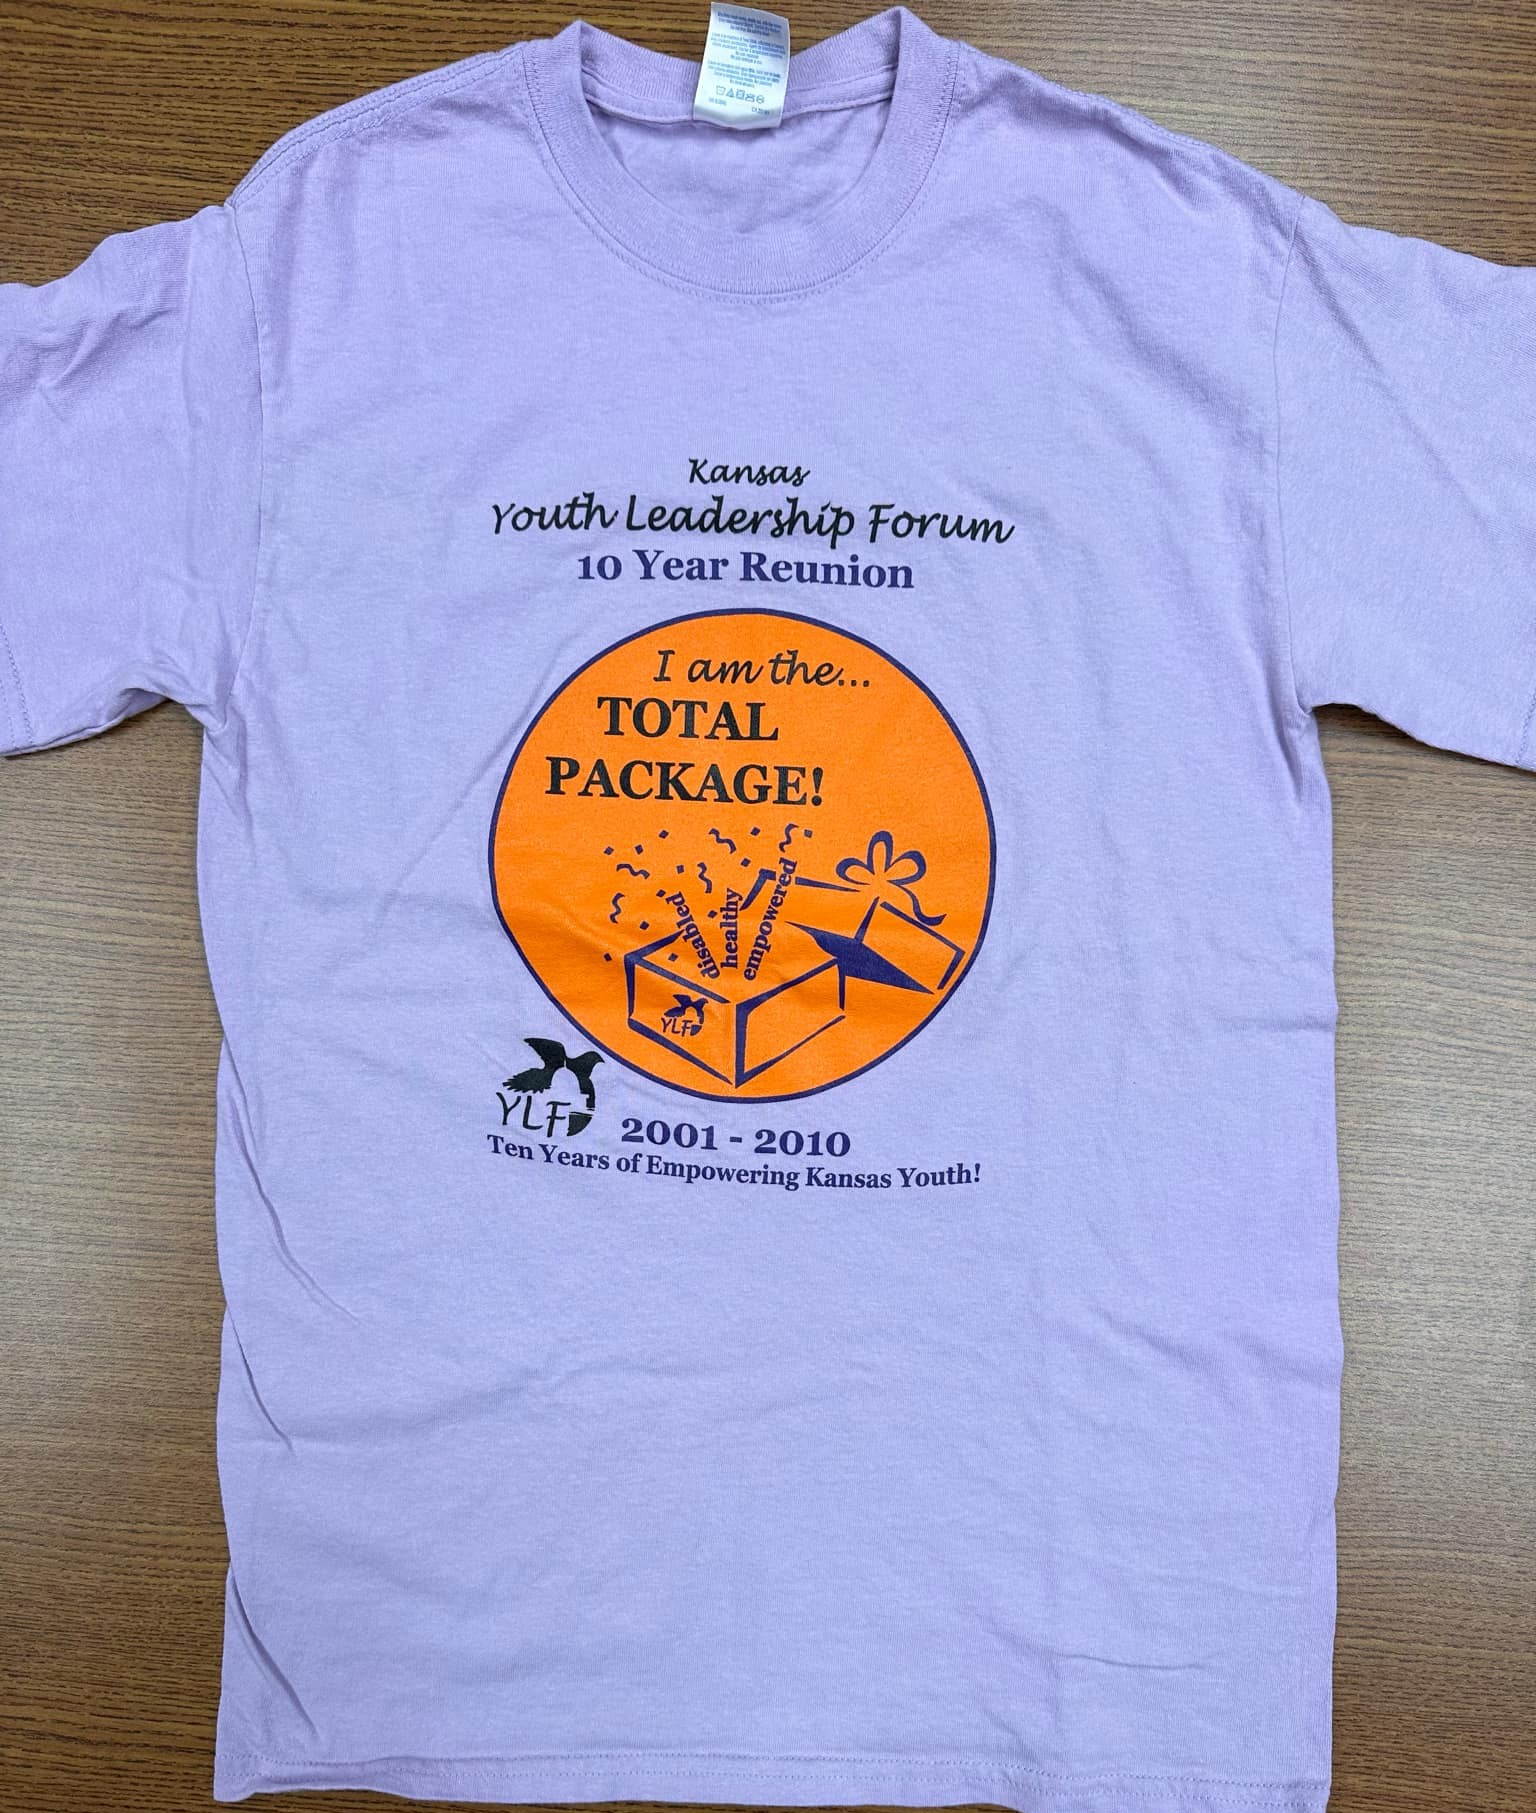 Kansas
Youth Leadership Forum
10 Year Reunion
I am the...
TOTAL
PACKAGE!
disabled
healthy
empowered
YLF
YLF
2001 - 2010
Ten Years of Empowering Kansas Youth!